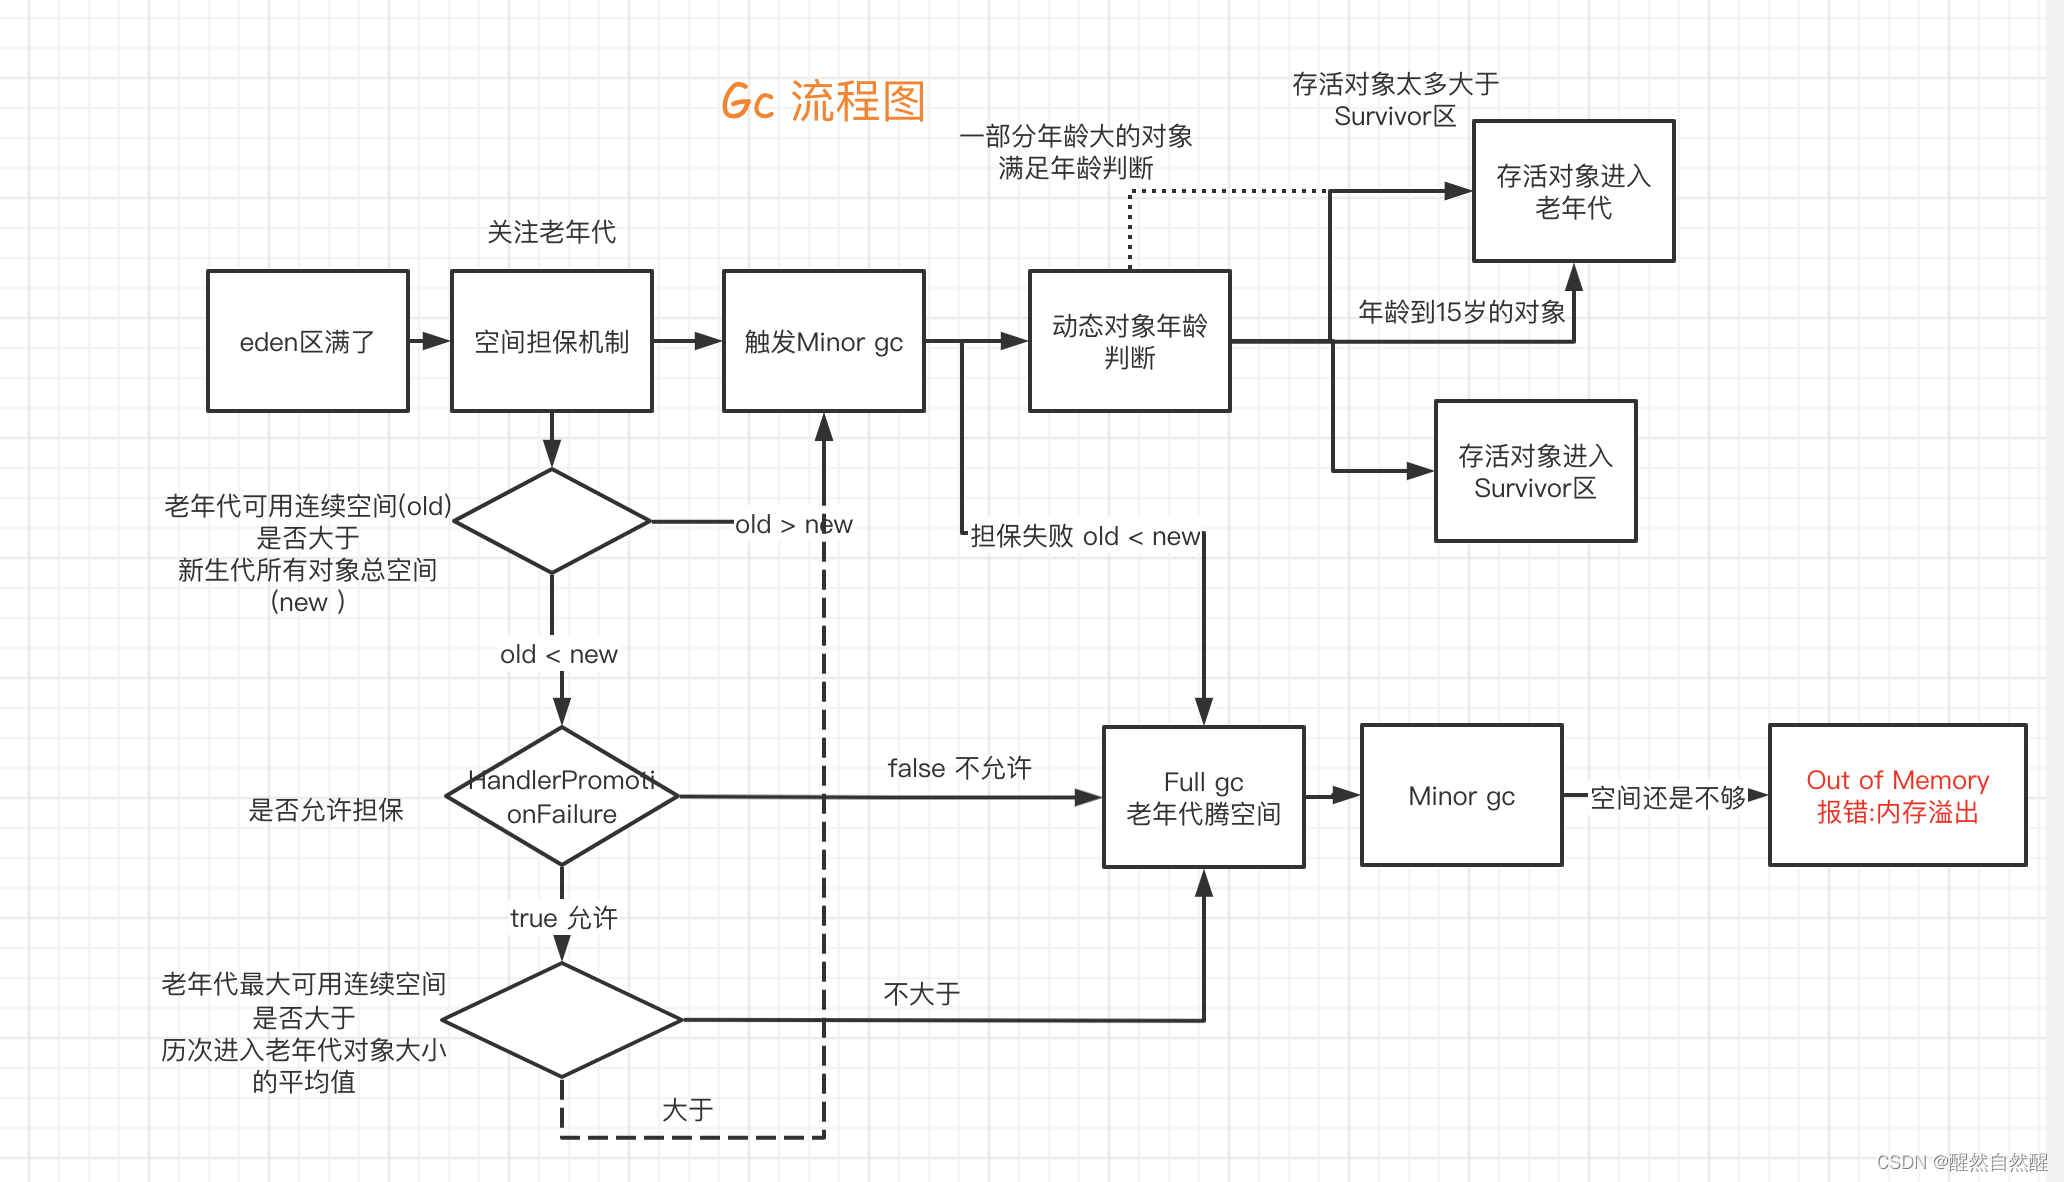 Gc 流程图
存活对象太多大于
Survivor区
一部分年龄大的对象
满足年龄判断
存活对象进入
老年代
关注老年代
eden区满了
空间担保机制
触发Minor gc
动态对象年龄
判断
年龄到15岁的对象
存活对象进入
Survivor区
老年代可用连续空间(old)
是否大于
新生代所有对象总空间
(new )
old > new
担保失败 old < new
old < new
HandlerPromoti
onFailure
是否允许担保
false 不允许
Full gc
老年代腾空间
Minor gc
空间还是不够
Out of Memory
报错:内存溢出
true 允许
老年代最大可用连续空间
是否大于
历次进入老年代对象大小
的平均值
不大于
大于
CSDN @醒然自然醒